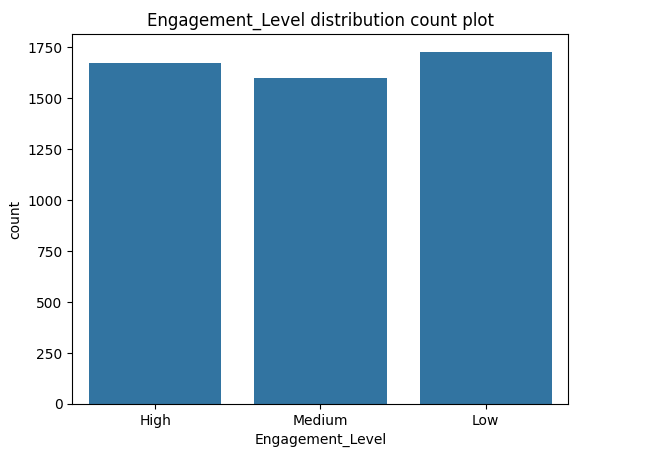 Engagement_Level distribution count plot
1750
1500
1250
1000
750
500
250
0
count
High Medium Low
Engagement_Level